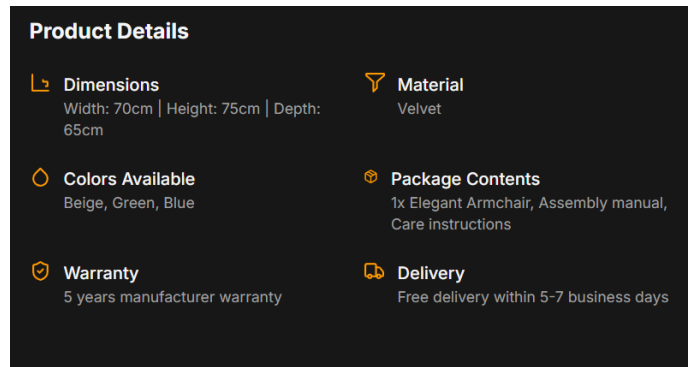 Product Details
Dimensions
Width: 70cm | Height: 75cm | Depth:
65cm
Material
Velvet
Colors Available
Beige, Green, Blue
Package Contents
1x Elegant Armchair, Assembly manual,
Care instructions
Warranty
5 years manufacturer warranty
Delivery
Free delivery within 5-7 business days